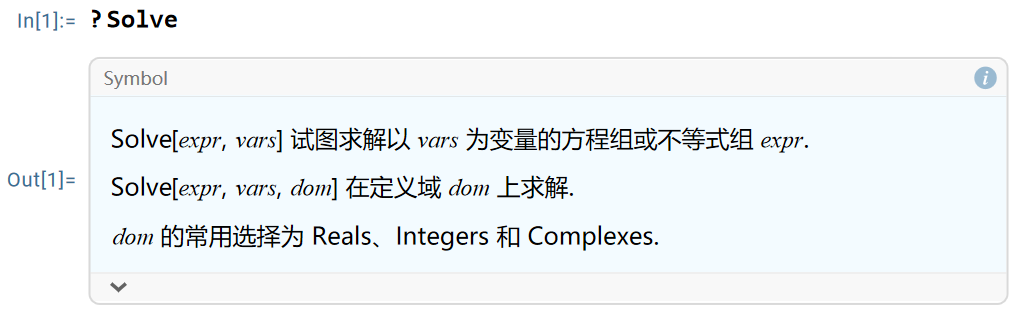 In[1]:= ?Solve
Symbol
Solve[expr, vars] 试图求解以 vars 为变量的方程组或不等式组 expr.
Out[1]= Solve[expr, vars, dom] 在定义域 dom 上求解.
dom 的常用选择为 Reals、Integers 和 Complexes.